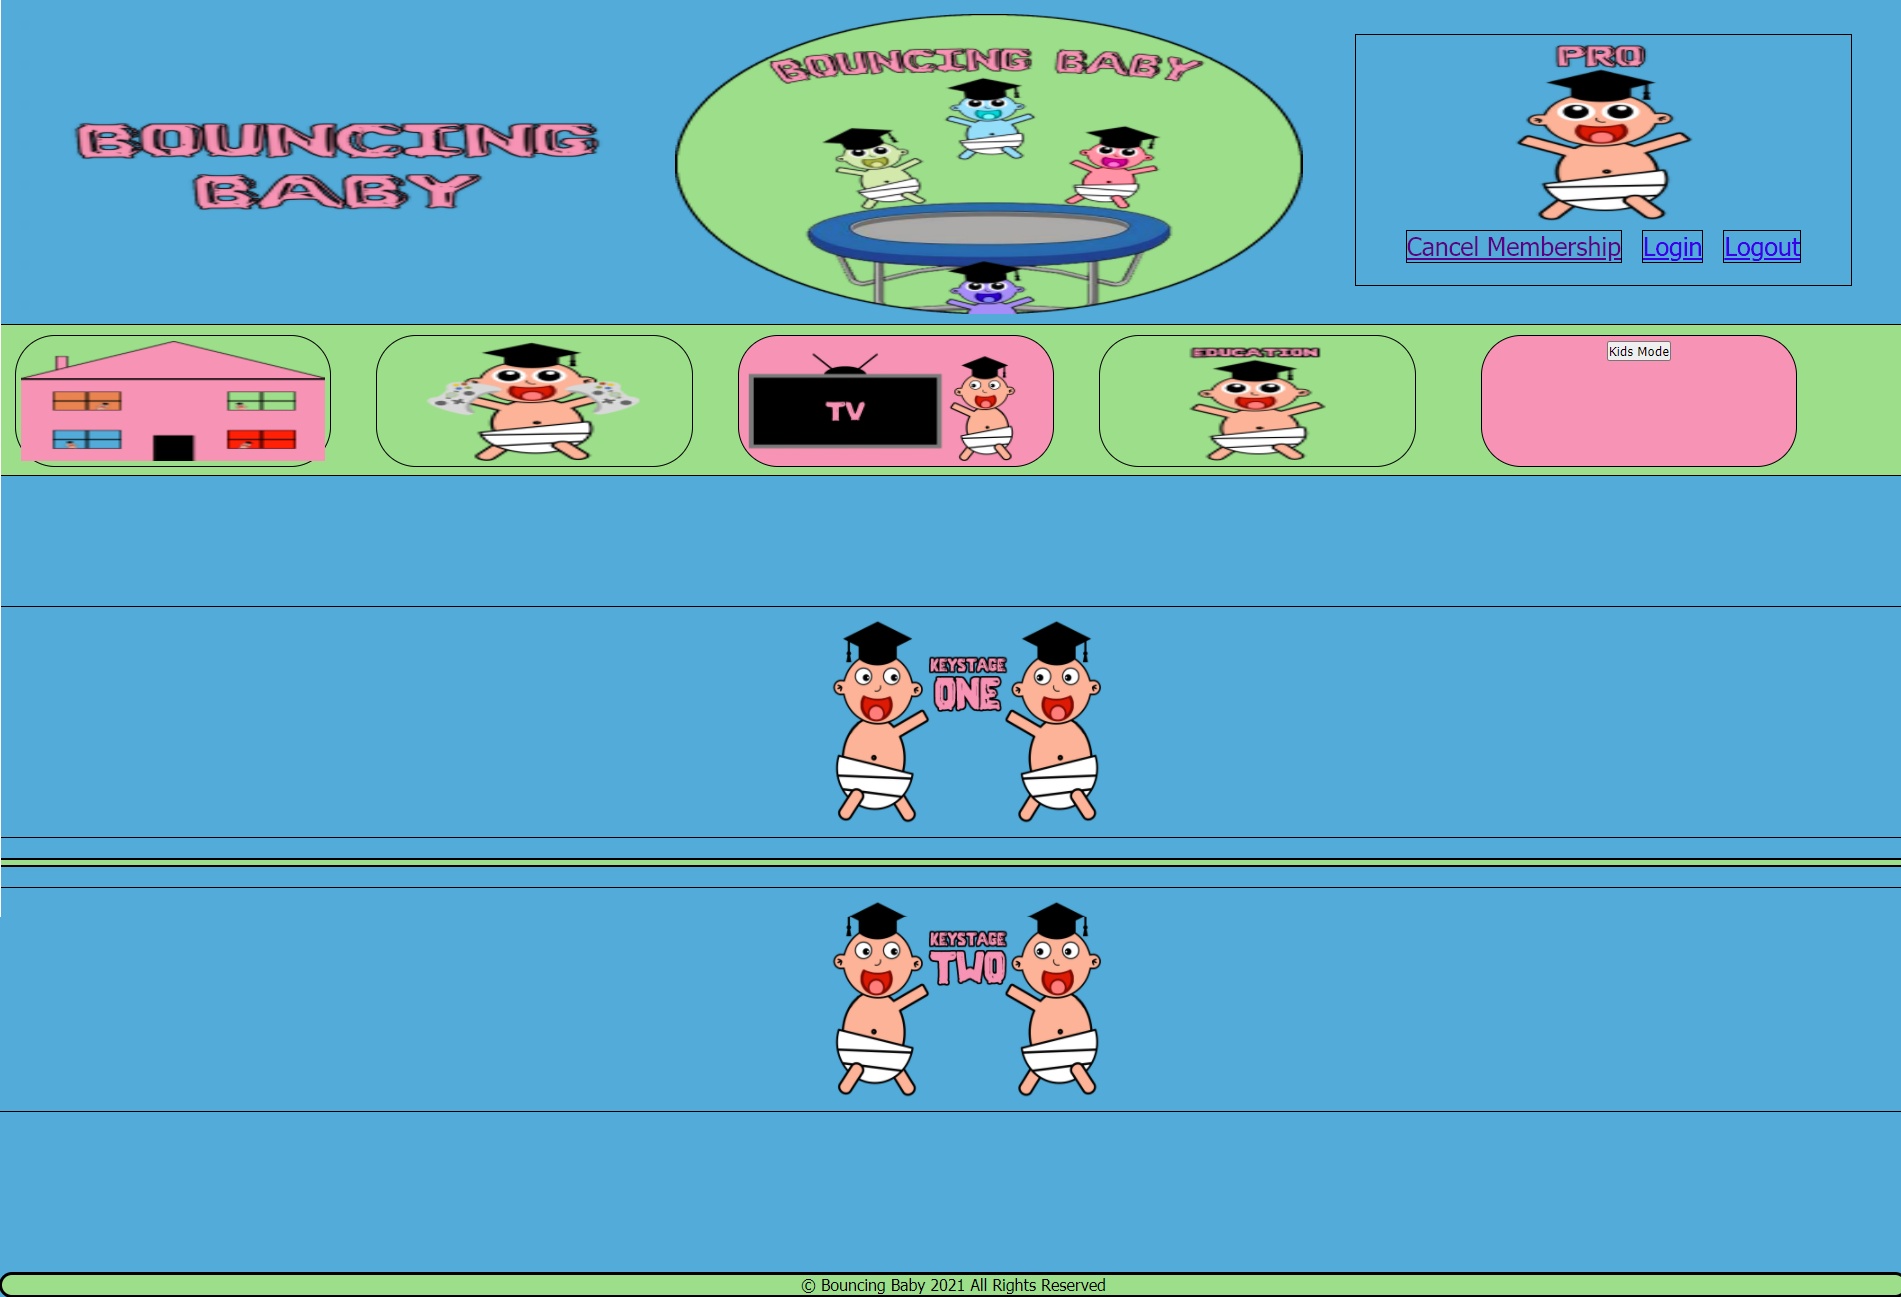 BOUNCING
BABY
BOUNCING BABY
PRO
Cancel Membership Login Logout
TV
EDUCATION
Kids Mode
KEYSTAGE
ONE
KEYSTAGE
TWO
© Bouncing Baby 2021 All Rights Reserved